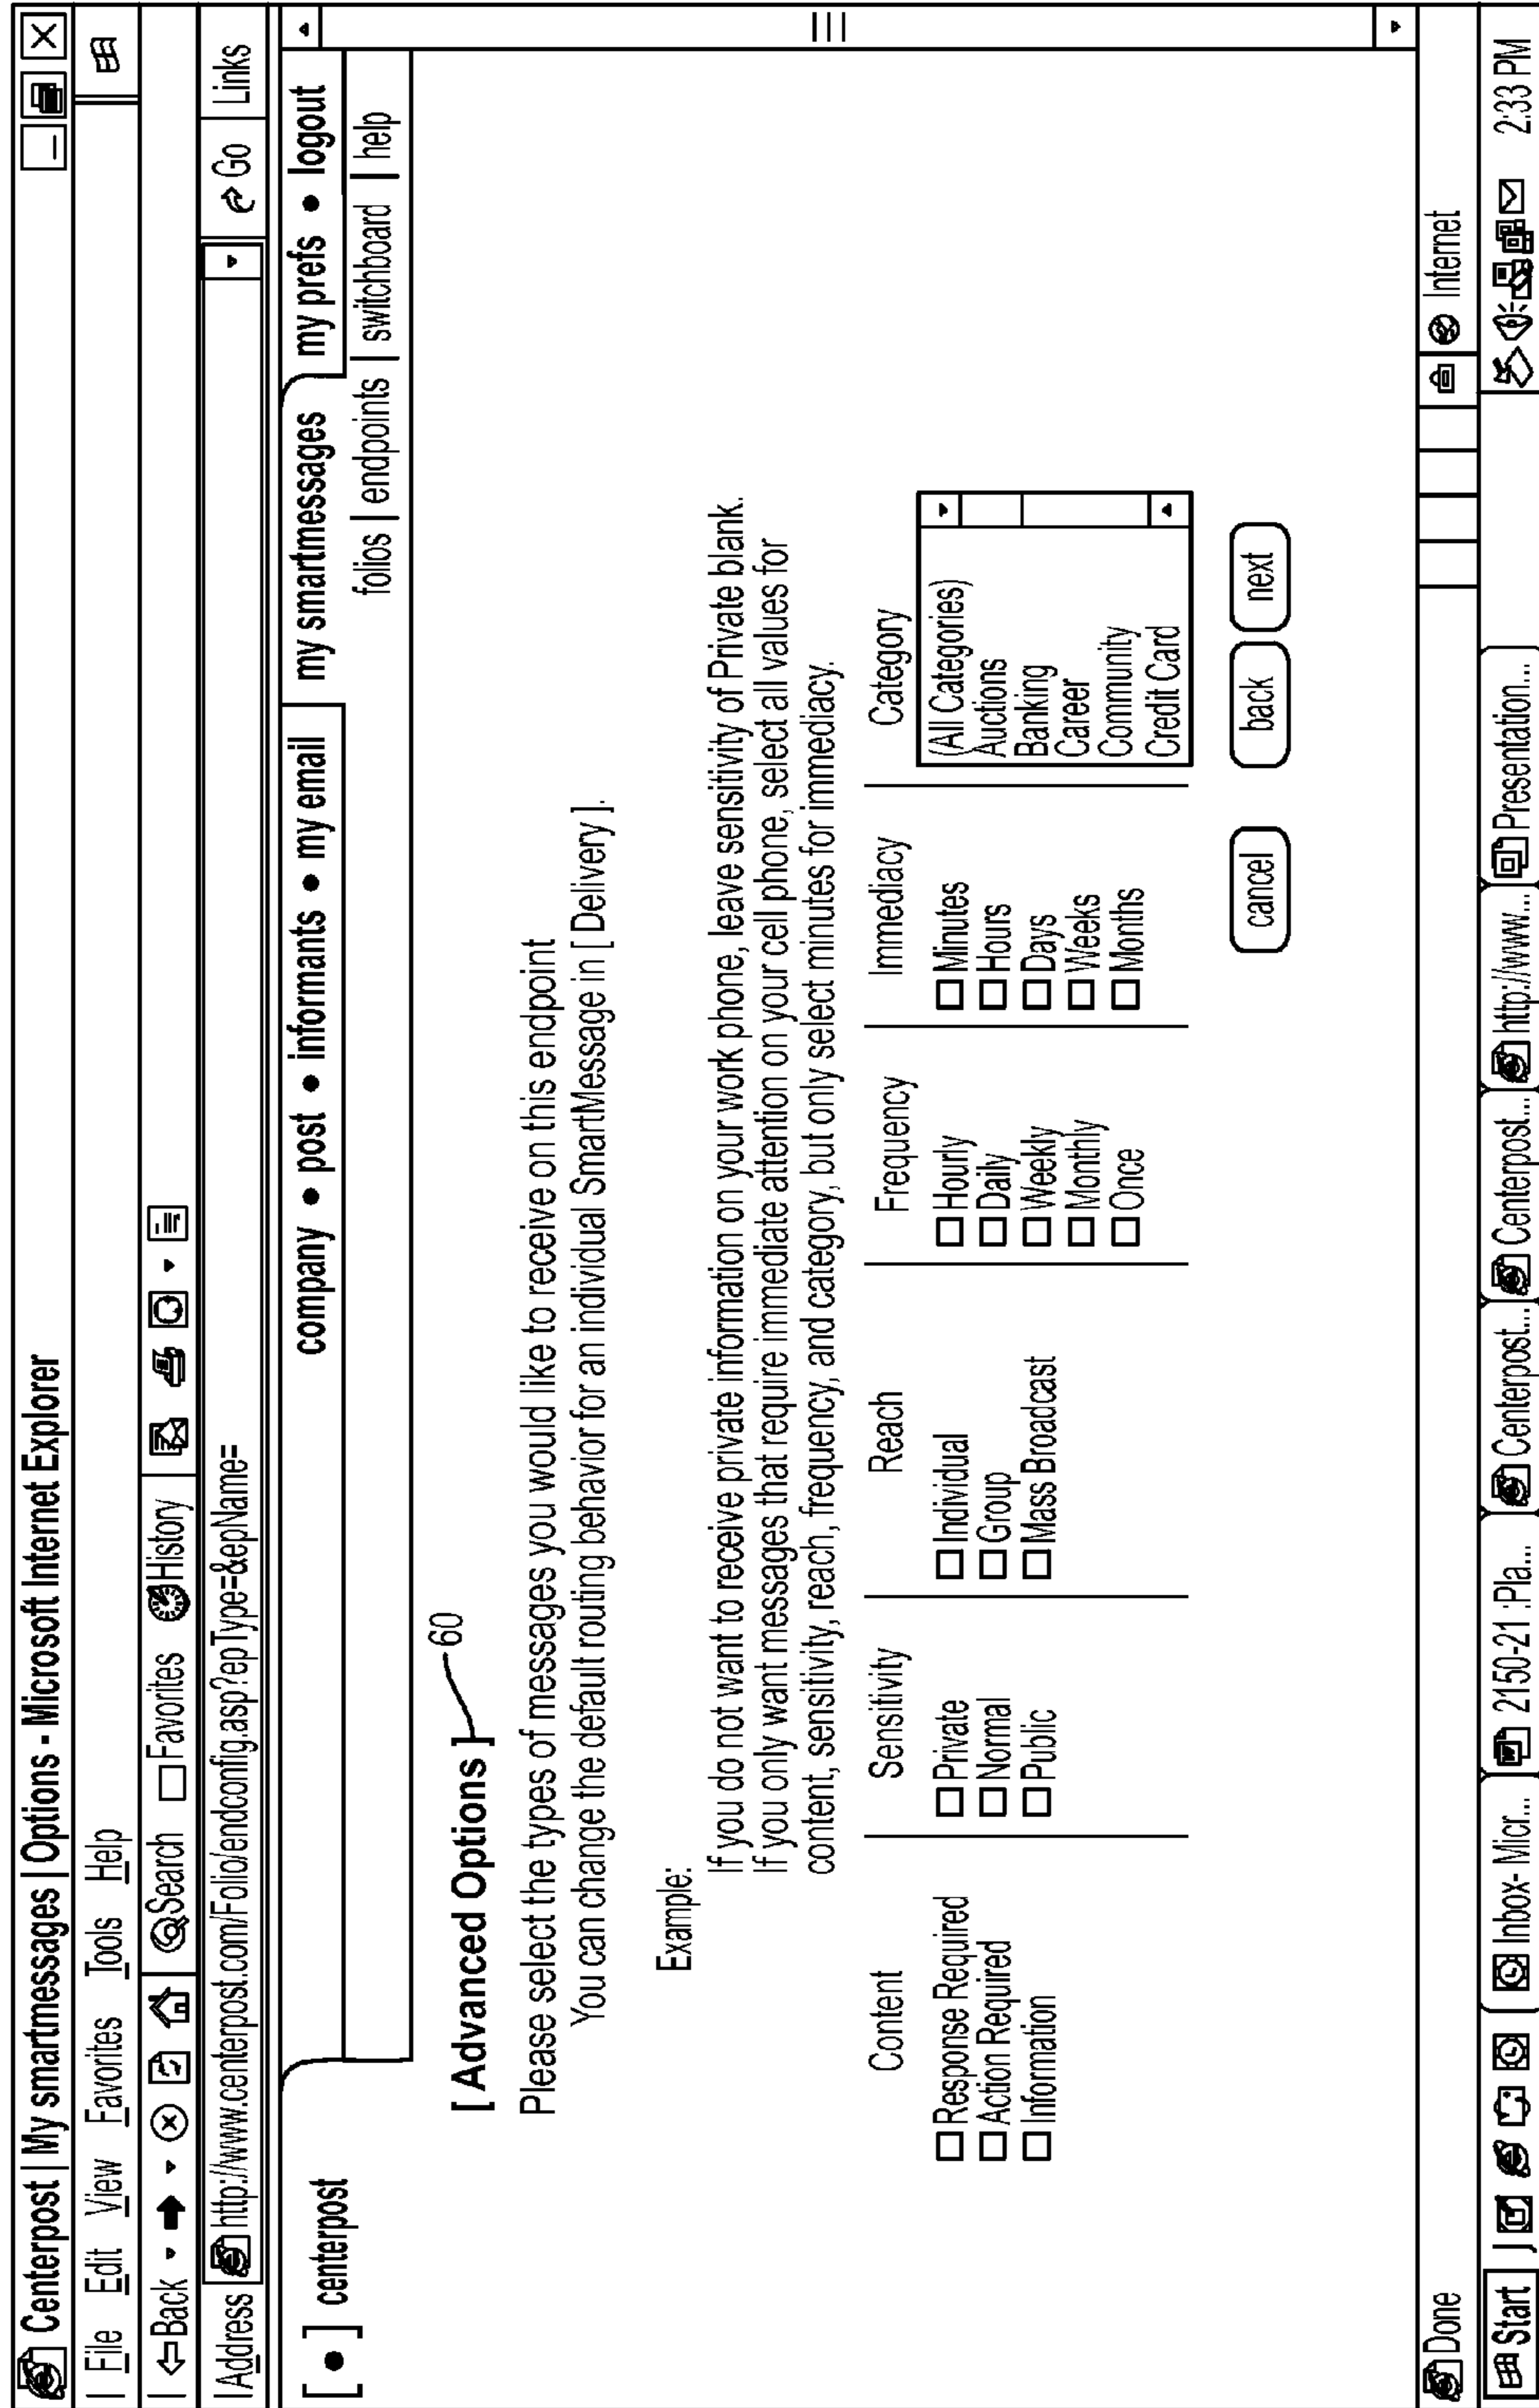 Centerpost | My smartmessages | Options - Microsoft Internet Explorer
File Edit View Favorites Tools Help
Back Search Favorites History
Address http://www.centerpost.com/Folio/endconfig.asp?epType=&epName= Go Links
[ • ] centerpost company • post • informants • my email my smartmessages my prefs • logout
folios | endpoints | switchboard | help
[ Advanced Options ] 60
Please select the types of messages you would like to receive on this endpoint
You can change the default routing behavior for an individual SmartMessage in [ Delivery ].
Example:
If you do not want to receive private information on your work phone, leave sensitivity of Private blank.
If you only want messages that require immediate attention on your cell phone, select all values for
content, sensitivity, reach, frequency, and category, but only select minutes for immediacy.
Content Sensitivity Reach Frequency Immediacy Category
Response Required Private Individual Hourly Minutes (All Categories)
Action Required Normal Group Daily Hours Auctions
Information Public Mass Broadcast Weekly Days Banking
Monthly Weeks Career
Once Months Community
Credit Card
cancel back next
Done Internet
Start Inbox- Micr... 2150-21 :Pla... Centerpost... Centerpost... http://www... Presentation... 2:33 PM